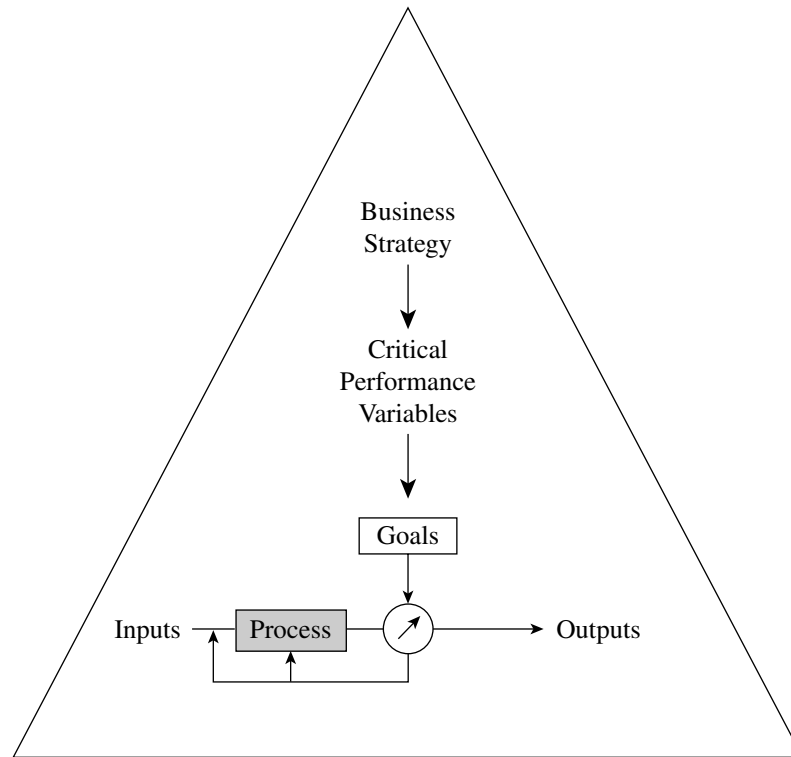 Business
Strategy
Critical
Performance
Variables
Goals
Inputs
Process
Outputs